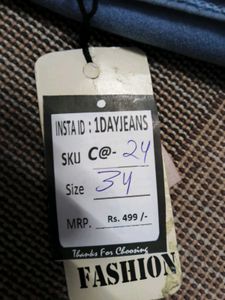 INSTA ID : 1DAYJEANS
SKU C@- 24
Size 34
MRP. Rs. 499 /-
Thanks For Choosing
FASHION